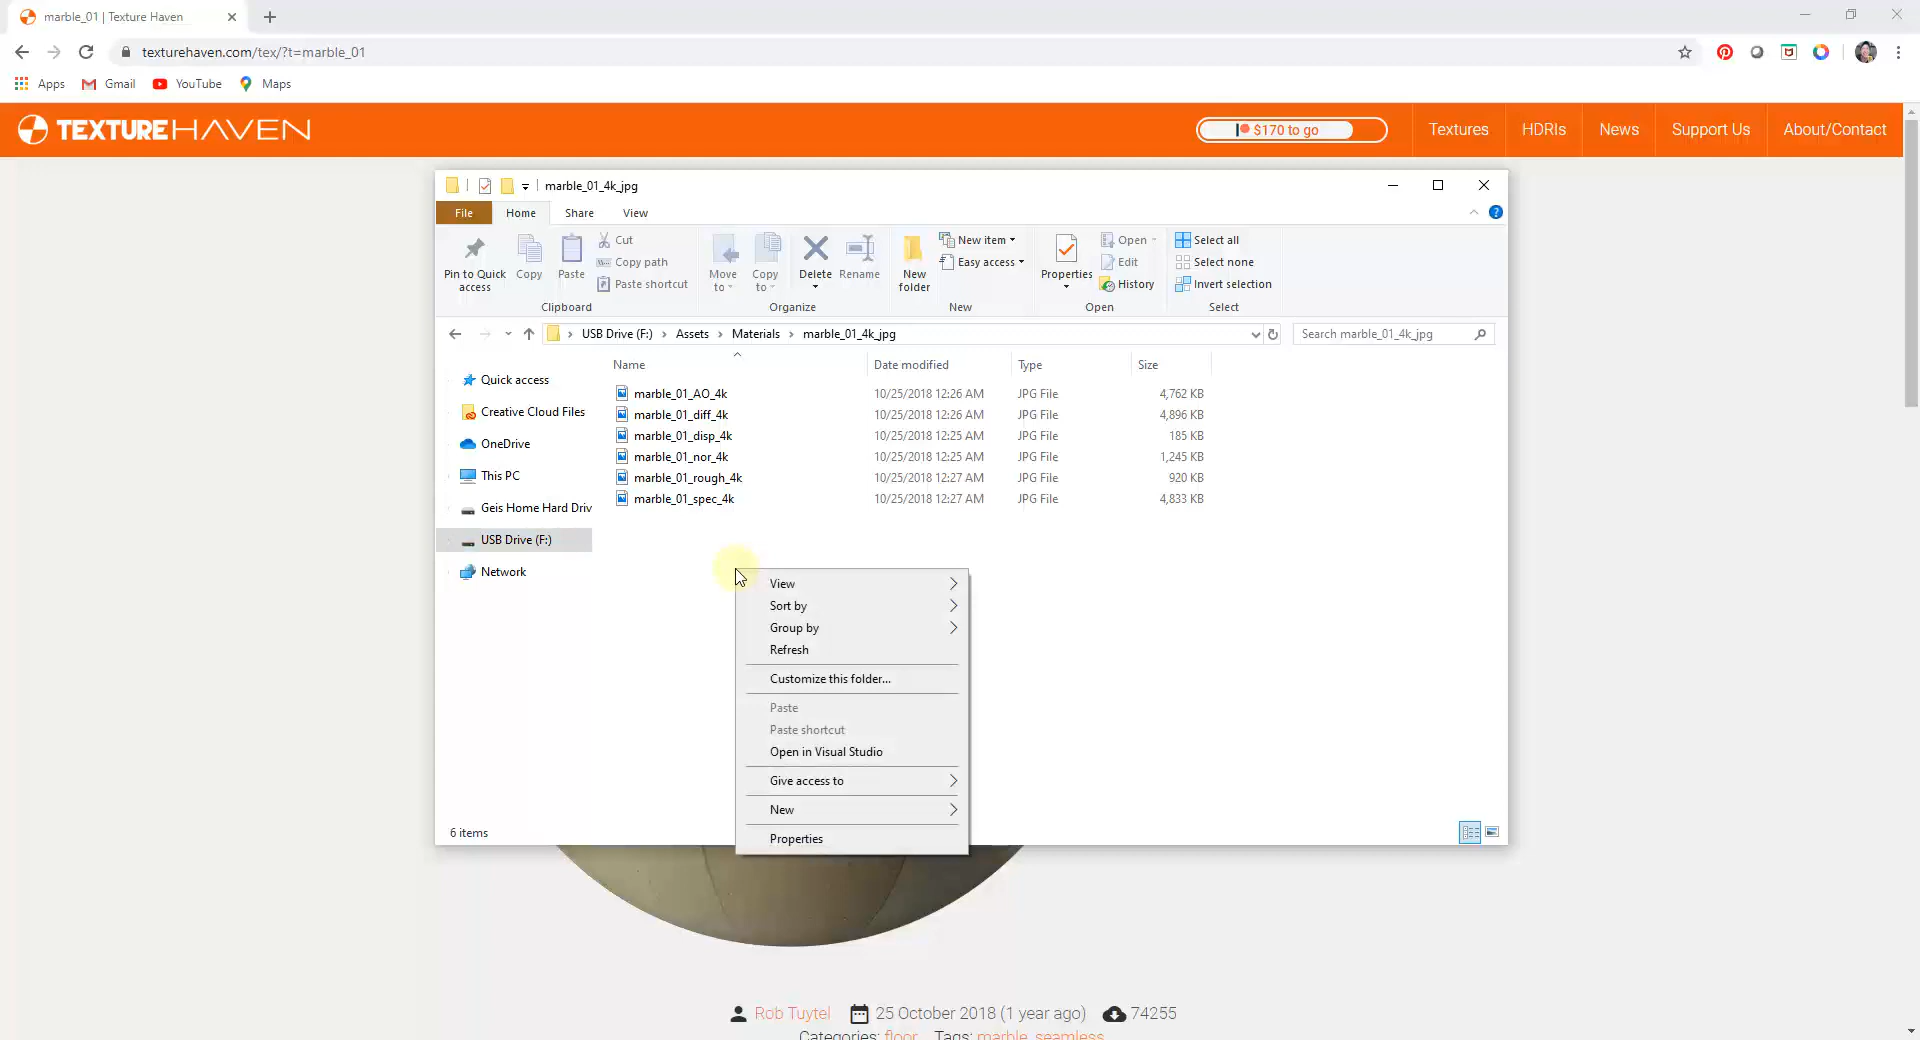 marble_01 | Texture Haven
texturehaven.com/tex/?t=marble_01
Apps Gmail YouTube Maps
TEXTUREHAVEN
$170 to go
Textures HDRIs News Support Us About/Contact
marble_01_4k_jpg
File Home Share View
Pin to Quick access
Copy
Paste
Cut
Copy path
Paste shortcut
Clipboard
Move to
Copy to
Delete
Rename
Organize
New folder
New item
Easy access
New
Properties
Open
Edit
History
Open
Select all
Select none
Invert selection
Select
USB Drive (F:) > Assets > Materials > marble_01_4k_jpg
Search marble_01_4k_jpg
Name Date modified Type Size
Quick access
Creative Cloud Files
OneDrive
This PC
Geis Home Hard Driv
USB Drive (F:)
Network
marble_01_AO_4k 10/25/2018 12:26 AM JPG File 4,762 KB
marble_01_diff_4k 10/25/2018 12:26 AM JPG File 4,896 KB
marble_01_disp_4k 10/25/2018 12:25 AM JPG File 185 KB
marble_01_nor_4k 10/25/2018 12:25 AM JPG File 1,245 KB
marble_01_rough_4k 10/25/2018 12:27 AM JPG File 920 KB
marble_01_spec_4k 10/25/2018 12:27 AM JPG File 4,833 KB
View
Sort by
Group by
Refresh
Customize this folder...
Paste
Paste shortcut
Open in Visual Studio
Give access to
New
Properties
6 items
Rob Tuytel 25 October 2018 (1 year ago) 74255
Categories: floor Tags: marble, seamless